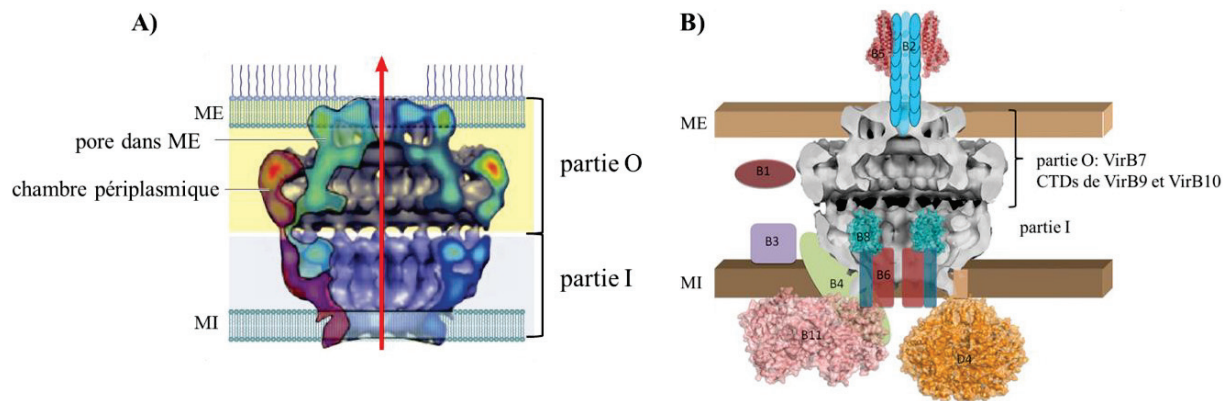 A)
ME
pore dans ME
chambre périplasmique
MI
partie O
partie I
B)
B5
B2
ME
B1
partie O: VirB7
CTDs de VirB9 et VirB10
partie I
B3
B8
B6
B4
MI
B11
D4